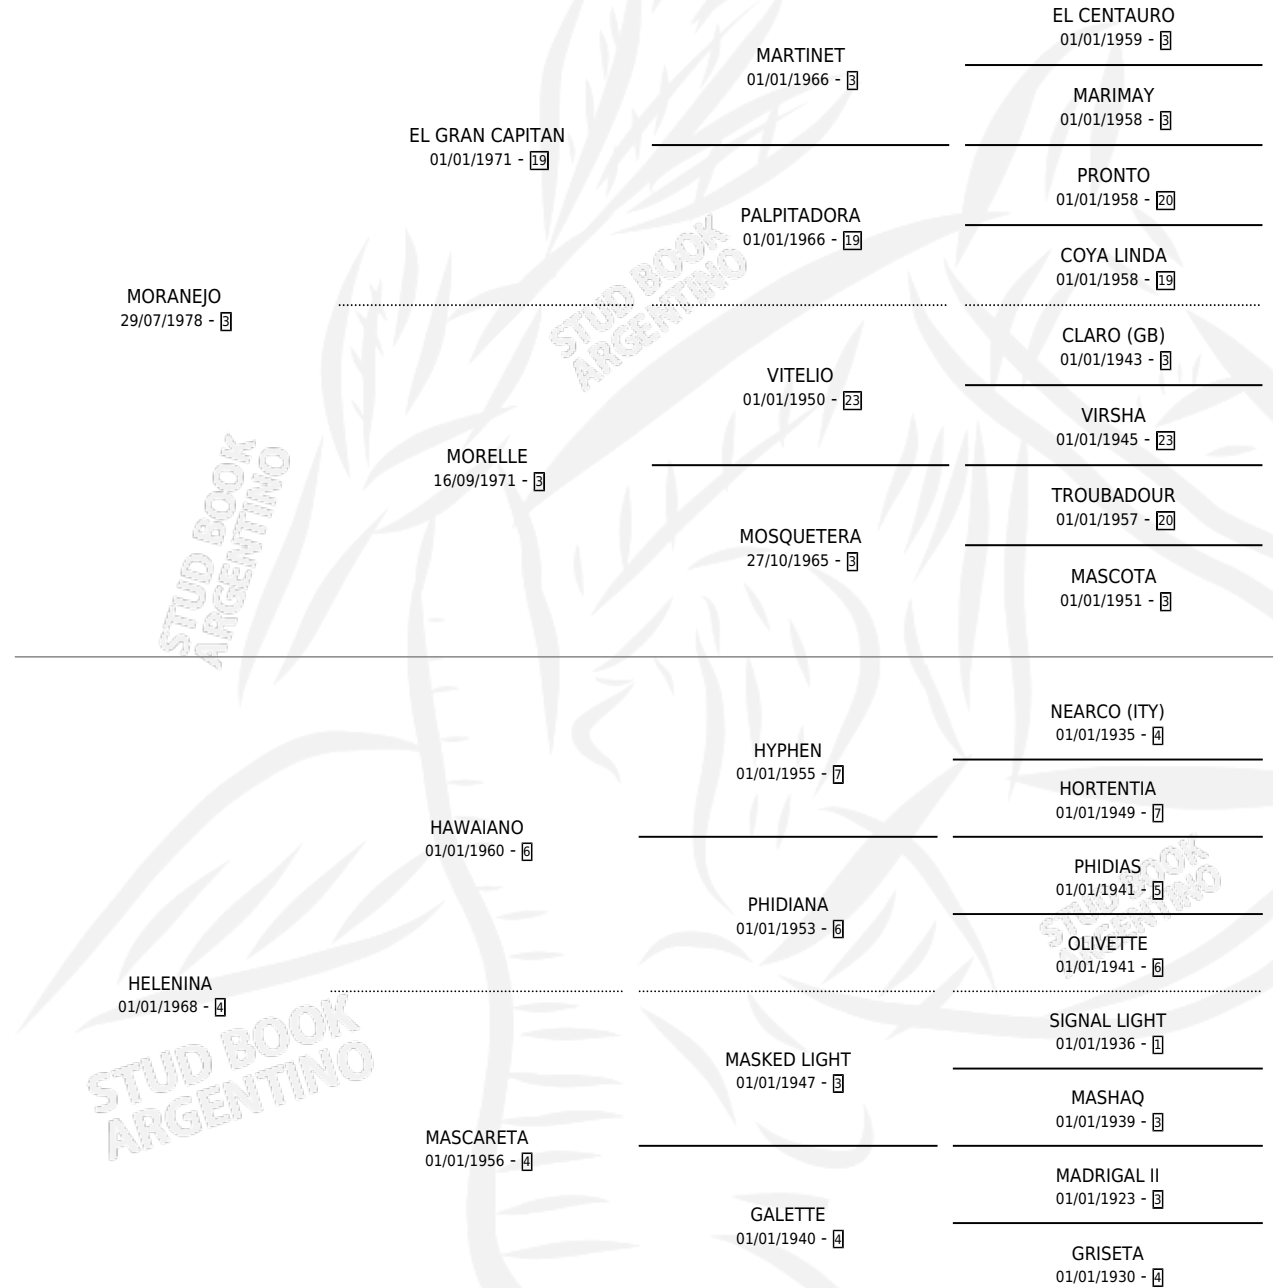 EL CENTAURO
01/01/1959 - 3
MARTINET
01/01/1966 - 3
MARIMAY
01/01/1958 - 3
EL GRAN CAPITAN
01/01/1971 - 19
PRONTO
01/01/1958 - 20
PALPITADORA
01/01/1966 - 19
COYA LINDA
01/01/1958 - 19
MORANEJO
29/07/1978 - 3
CLARO (GB)
01/01/1943 - 3
VITELIO
01/01/1950 - 23
VIRSHA
01/01/1945 - 23
MORELLE
16/09/1971 - 3
TROUBADOUR
01/01/1957 - 20
MOSQUETERA
27/10/1965 - 3
MASCOTA
01/01/1951 - 3
STUD BOOK
ARGENTINO
STUD BOOK
ARGENTINO
NEARCO (ITY)
01/01/1935 - 4
HYPHEN
01/01/1955 - 7
HORTENTIA
01/01/1949 - 7
HAWAIANO
01/01/1960 - 6
PHIDIAS
01/01/1941 - 5
PHIDIANA
01/01/1953 - 6
OLIVETTE
01/01/1941 - 6
HELENINA
01/01/1968 - 4
SIGNAL LIGHT
01/01/1936 - 1
MASKED LIGHT
01/01/1947 - 3
MASHAQ
01/01/1939 - 3
MASCARETA
01/01/1956 - 4
MADRIGAL II
01/01/1923 - 3
GALETTE
01/01/1940 - 4
GRISETA
01/01/1930 - 4
STUD BOOK
ARGENTINO
STUD BOOK
ARGENTINO